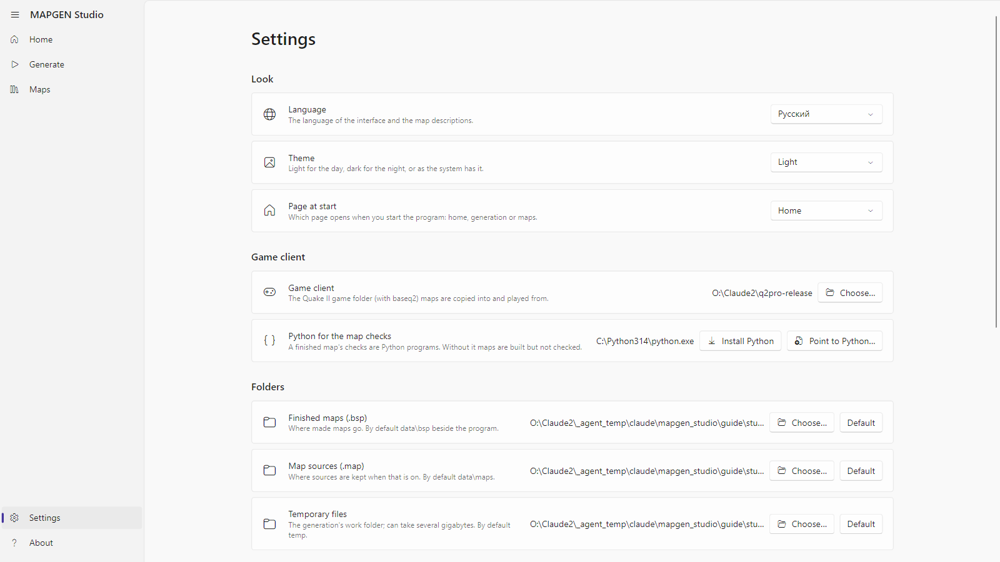 MAPGEN Studio
Home
Generate
Maps
Settings
About
Settings
Look
Language
The language of the interface and the map descriptions.
Русский
Theme
Light for the day, dark for the night, or as the system has it.
Light
Page at start
Which page opens when you start the program: home, generation or maps.
Home
Game client
Game client
The Quake II game folder (with baseq2) maps are copied into and played from.
O:\Claude2\q2pro-release
Choose...
Python for the map checks
A finished map's checks are Python programs. Without it maps are built but not checked.
C:\Python314\python.exe
Install Python
Point to Python...
Folders
Finished maps (.bsp)
Where made maps go. By default data\bsp beside the program.
O:\Claude2\_agent_temp\claude\mapgen_studio\guide\stu...
Choose...
Default
Map sources (.map)
Where sources are kept when that is on. By default data\maps.
O:\Claude2\_agent_temp\claude\mapgen_studio\guide\stu...
Choose...
Default
Temporary files
The generation's work folder; can take several gigabytes. By default
temp.
O:\Claude2\_agent_temp\claude\mapgen_studio\guide\stu...
Choose...
Default